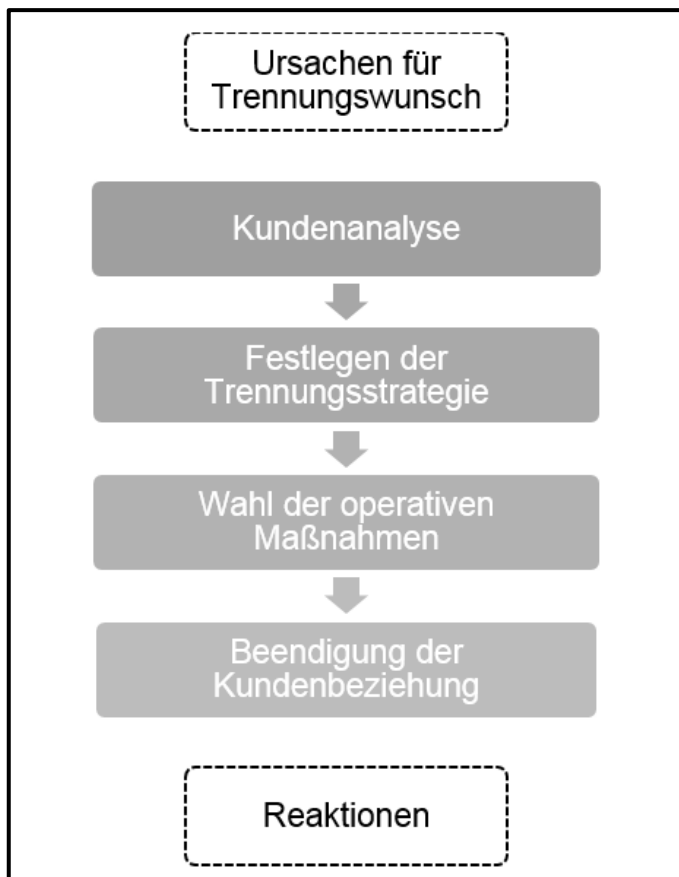 Ursachen für
Trennungswunsch
Kundenanalyse
Festlegen der
Trennungsstrategie
Wahl der operativen
Maßnahmen
Beendigung der
Kundenbeziehung
Reaktionen